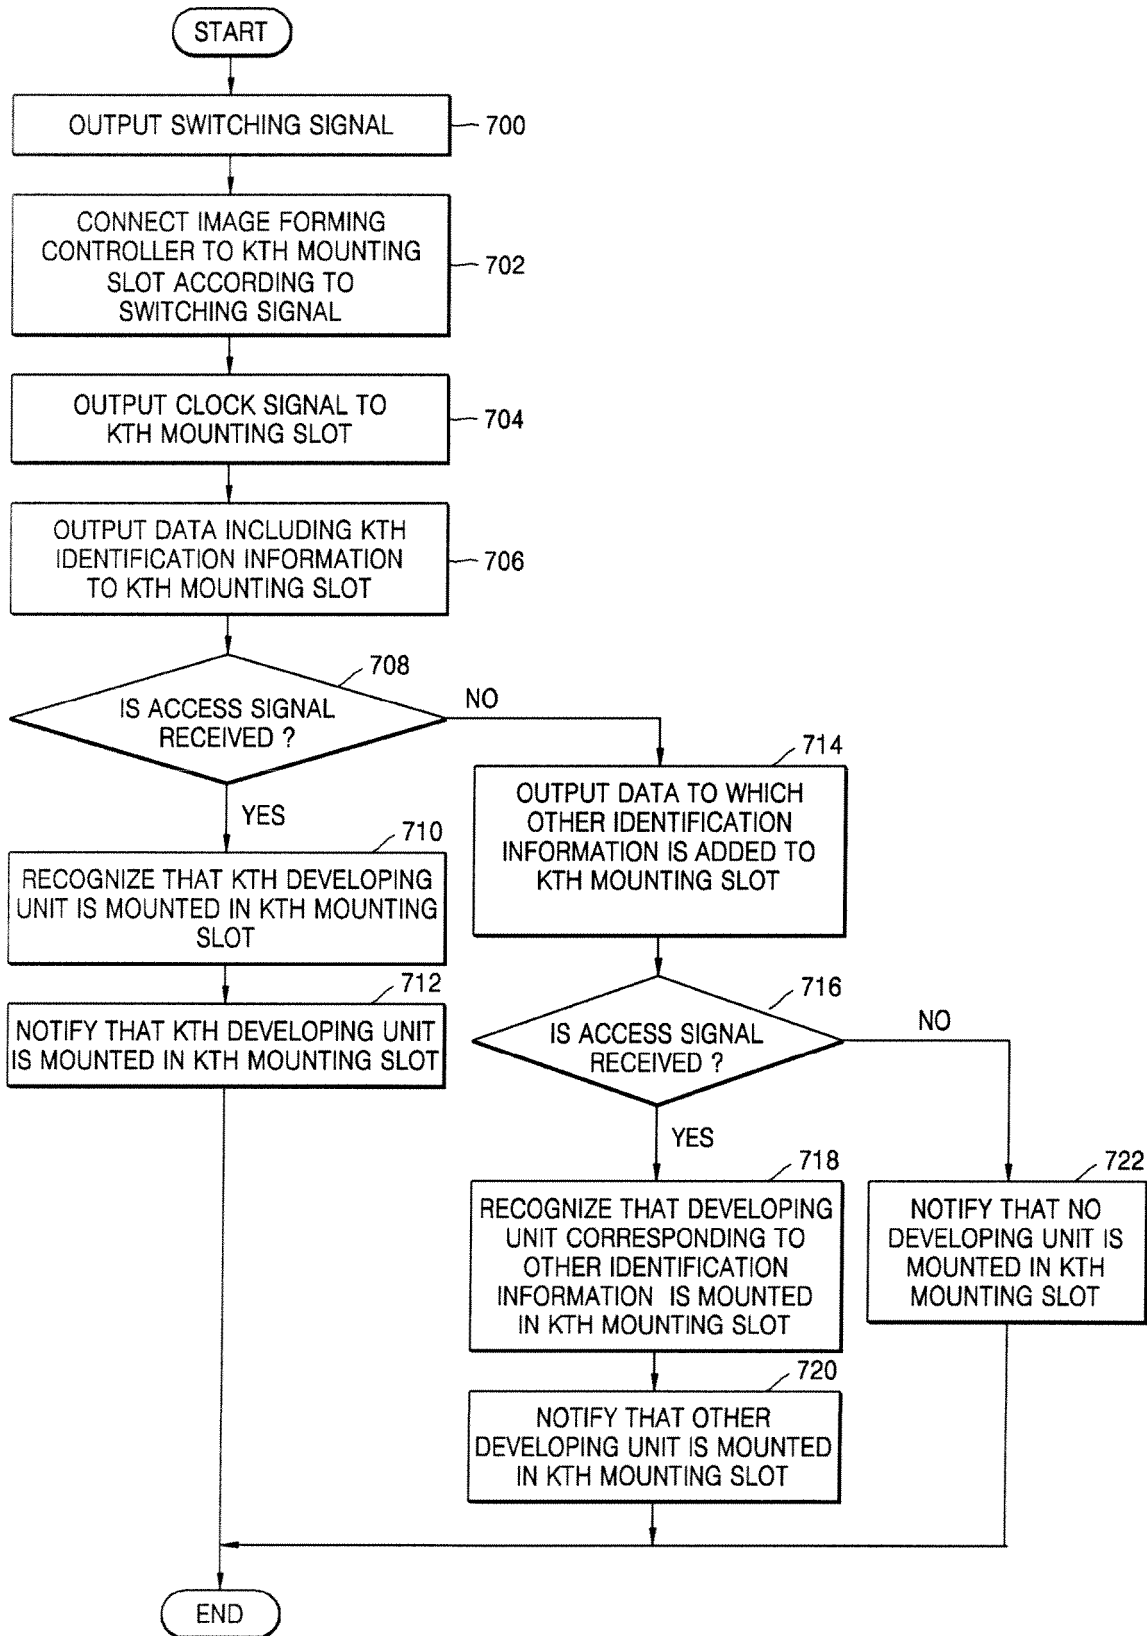 START
OUTPUT SWITCHING SIGNAL
700
CONNECT IMAGE FORMING
CONTROLLER TO KTH MOUNTING
SLOT ACCORDING TO
SWITCHING SIGNAL
702
OUTPUT CLOCK SIGNAL TO
KTH MOUNTING SLOT
704
OUTPUT DATA INCLUDING KTH
IDENTIFICATION INFORMATION
TO KTH MOUNTING SLOT
706
708
IS ACCESS SIGNAL
RECEIVED ?
NO
YES
710
RECOGNIZE THAT KTH DEVELOPING
UNIT IS MOUNTED IN KTH MOUNTING
SLOT
712
NOTIFY THAT KTH DEVELOPING UNIT
IS MOUNTED IN KTH MOUNTING SLOT
714
OUTPUT DATA TO WHICH
OTHER IDENTIFICATION
INFORMATION IS ADDED TO
KTH MOUNTING SLOT
716
IS ACCESS SIGNAL
RECEIVED ?
NO
YES
718
RECOGNIZE THAT DEVELOPING
UNIT CORRESPONDING TO
OTHER IDENTIFICATION
INFORMATION IS MOUNTED
IN KTH MOUNTING SLOT
720
NOTIFY THAT OTHER
DEVELOPING UNIT IS MOUNTED
IN KTH MOUNTING SLOT
722
NOTIFY THAT NO
DEVELOPING UNIT IS
MOUNTED IN KTH
MOUNTING SLOT
END